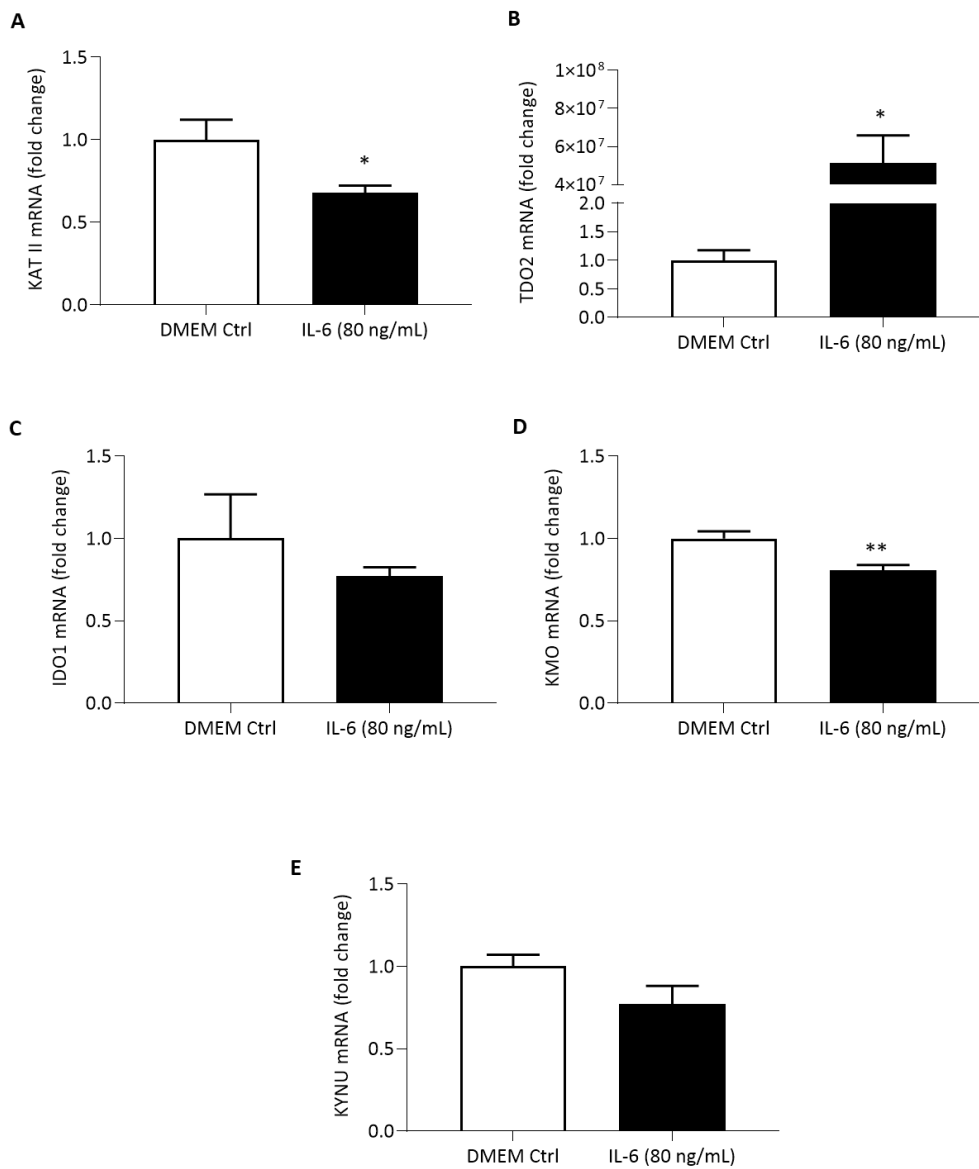 A
KAT II mRNA (fold change)
1.5
1.0
0.5
0.0
*
DMEM Ctrl
IL-6 (80 ng/mL)
B
TDO2 mRNA (fold change)
1×10⁸
8×10⁷
6×10⁷
4×10⁷
2.0
1.0
0.5
0.0
*
DMEM Ctrl
IL-6 (80 ng/mL)
C
IDO1 mRNA (fold change)
1.5
1.0
0.5
0.0
DMEM Ctrl
IL-6 (80 ng/mL)
D
KMO mRNA (fold change)
1.5
1.0
0.5
0.0
**
DMEM Ctrl
IL-6 (80 ng/mL)
E
KYNU mRNA (fold change)
1.5
1.0
0.5
0.0
DMEM Ctrl
IL-6 (80 ng/mL)